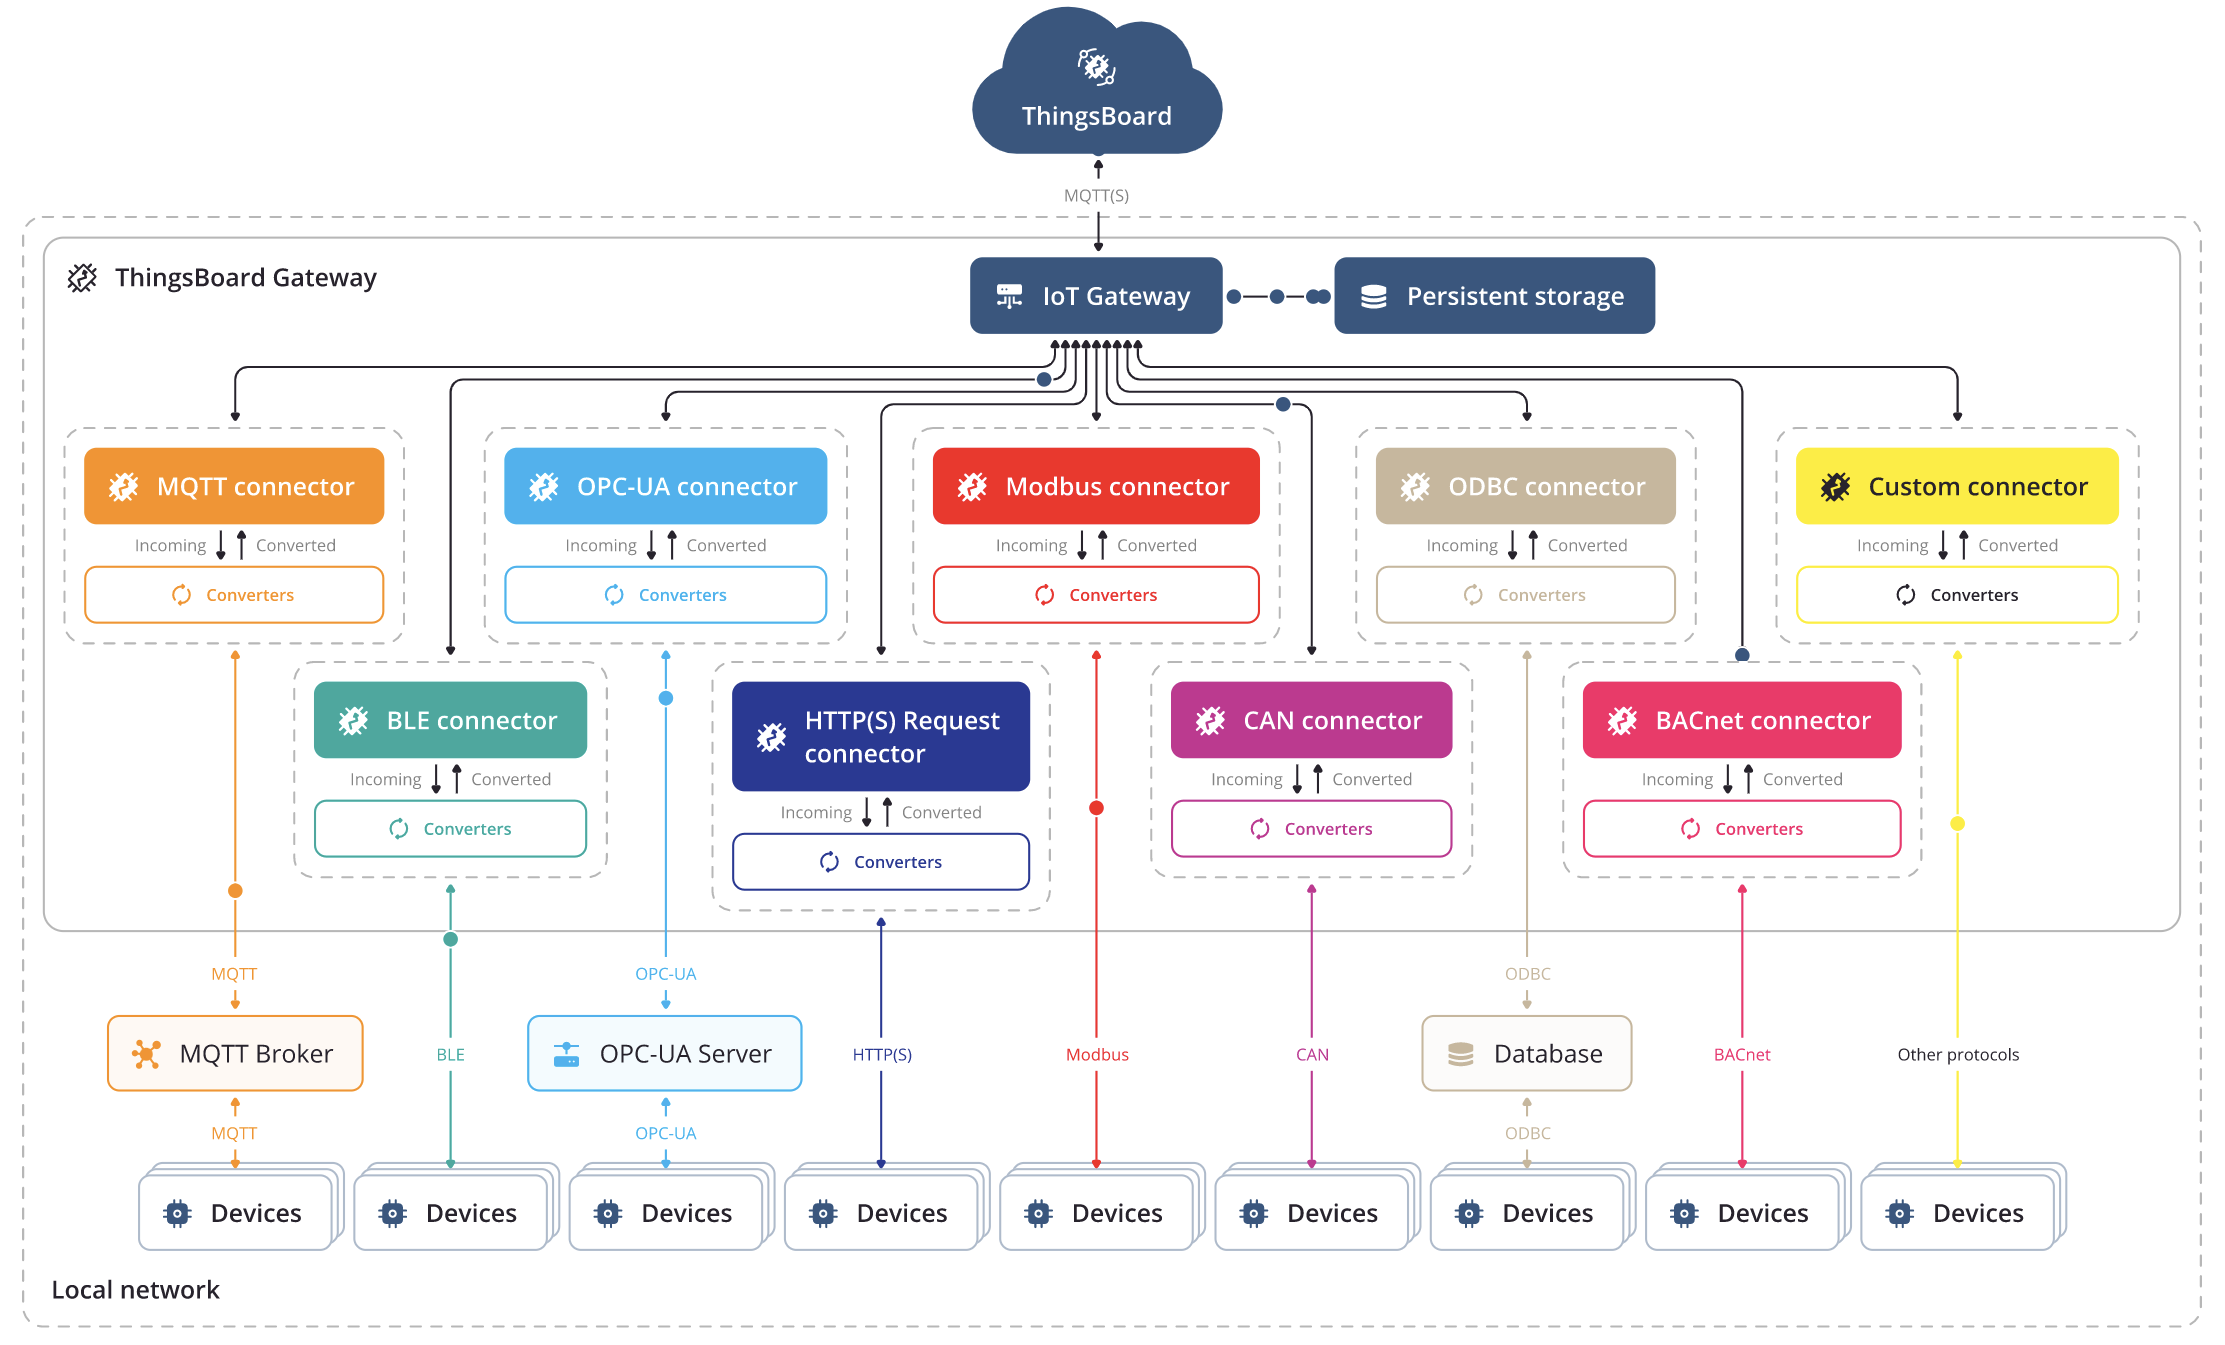 ThingsBoard
MQTT(S)
ThingsBoard Gateway
IoT Gateway
Persistent storage
MQTT connector
Incoming
Converted
Converters
OPC-UA connector
Incoming
Converted
Converters
Modbus connector
Incoming
Converted
Converters
ODBC connector
Incoming
Converted
Converters
Custom connector
Incoming
Converted
Converters
BLE connector
Incoming
Converted
Converters
HTTP(S) Request
connector
Incoming
Converted
Converters
CAN connector
Incoming
Converted
Converters
BACnet connector
Incoming
Converted
Converters
MQTT
OPC-UA
ODBC
MQTT Broker
BLE
OPC-UA Server
HTTP(S)
Modbus
CAN
Database
BACnet
Other protocols
MQTT
OPC-UA
ODBC
Devices
Devices
Devices
Devices
Devices
Devices
Devices
Devices
Devices
Local network